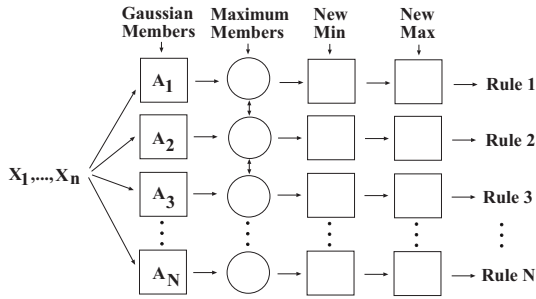 Gaussian Maximum New New
Members Members Min Max
A1 Rule 1
A2 Rule 2
X1,...,Xn
A3 Rule 3
AN Rule N